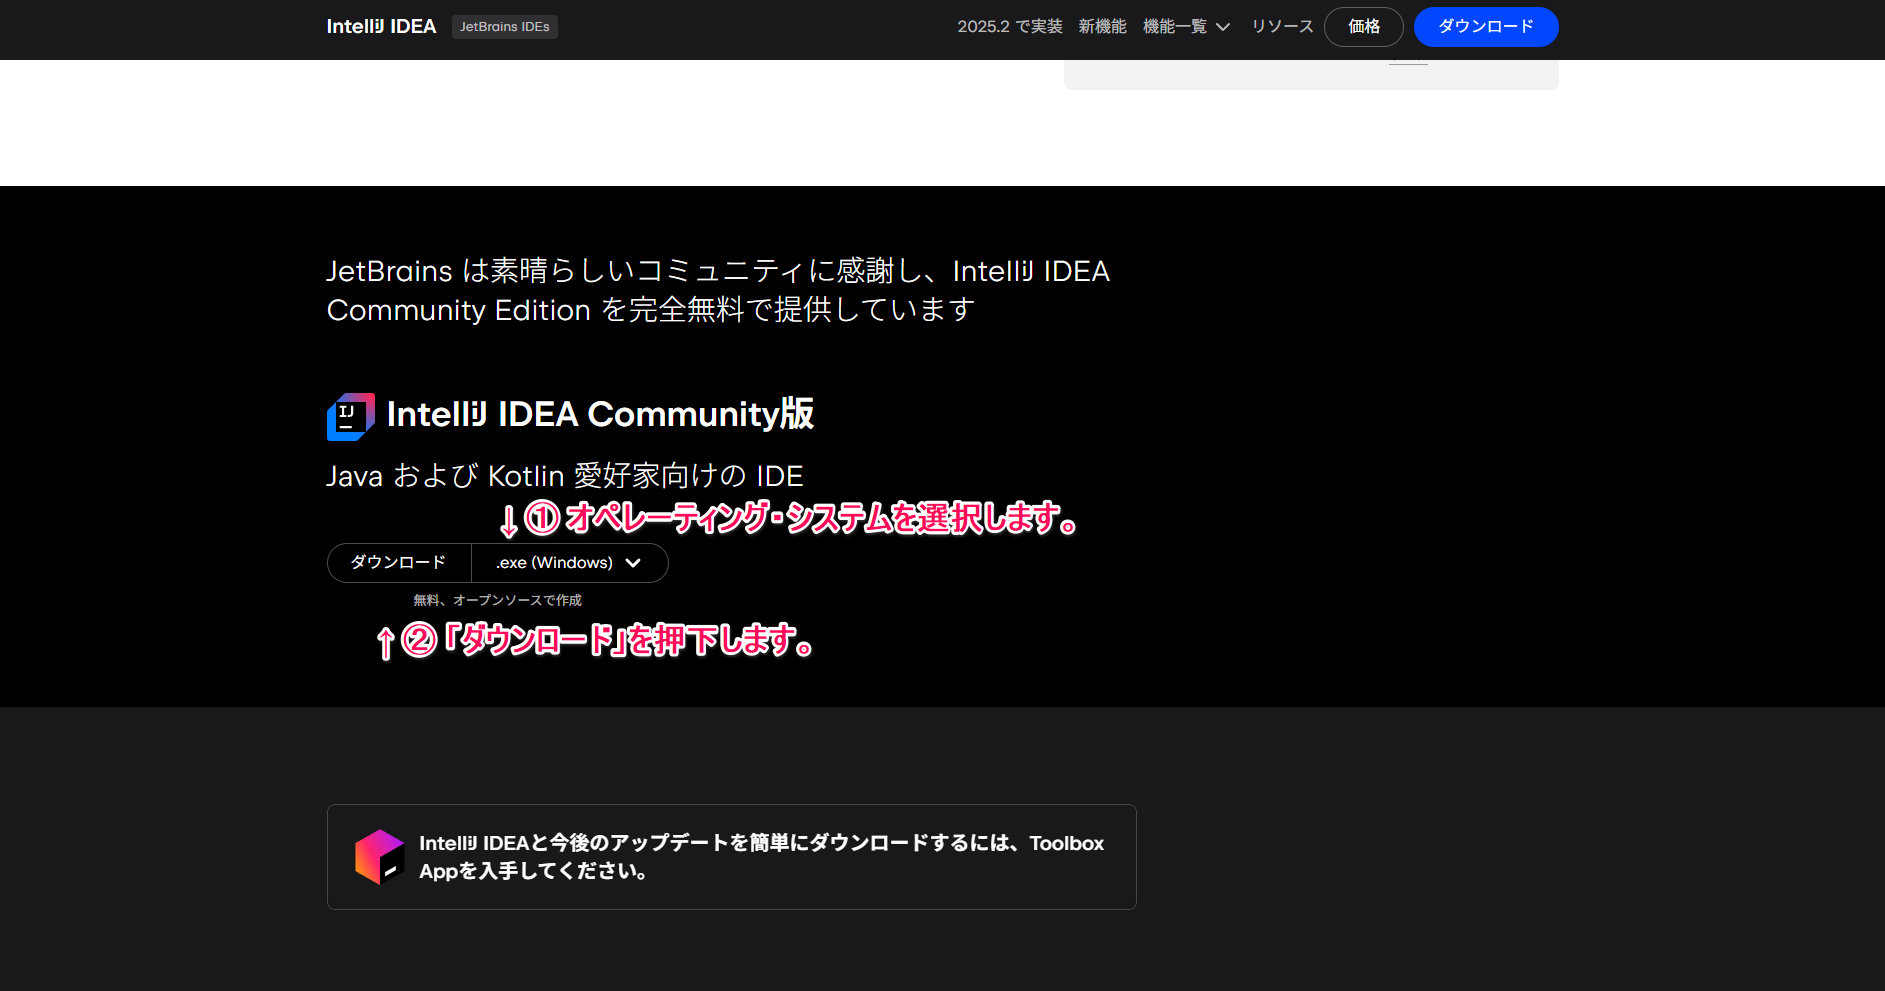 IntelliJ IDEA JetBrains IDEs 2025.2 で実装 新機能 機能一覧 リソース 価格 ダウンロード
JetBrains は素晴らしいコミュニティに感謝し、IntelliJ IDEA
Community Edition を完全無料で提供しています
IJ
IntelliJ IDEA Community版
Java および Kotlin 愛好家向けの IDE
↓① オペレーティング・システムを選択します。
ダウンロード .exe (Windows)
無料、オープンソースで作成
↑②「ダウンロード」を押下します。
IntelliJ IDEAと今後のアップデートを簡単にダウンロードするには、Toolbox
Appを入手してください。